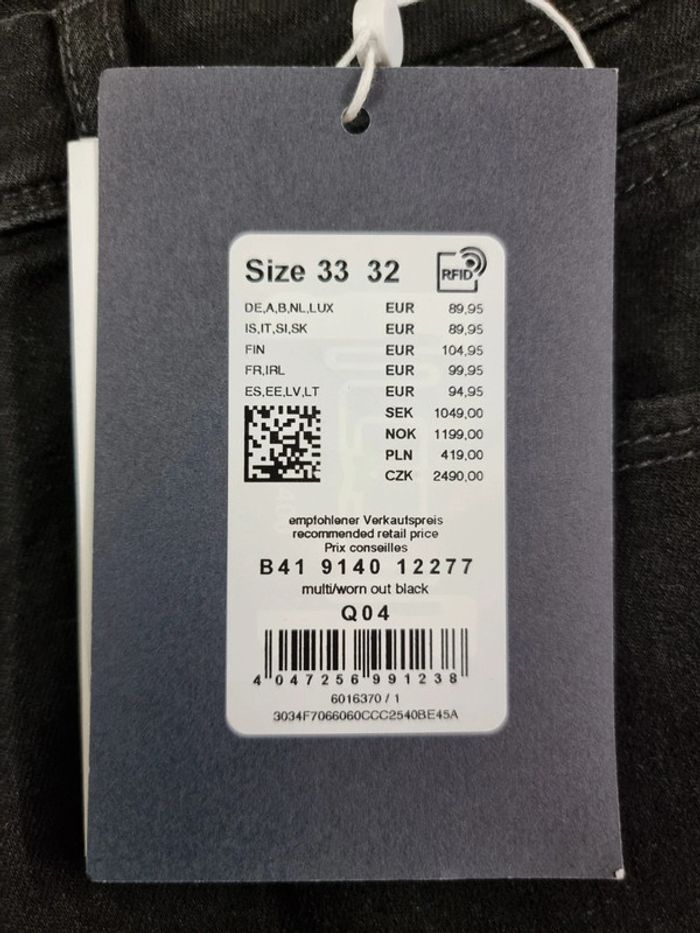 Size 33 32
RFID
DE,A,B,NL,LUX EUR 89,95
IS,IT,SI,SK EUR 89,95
FIN EUR 104,95
FR,IRL EUR 99,95
ES,EE,LV,LT EUR 94,95
SEK 1049,00
NOK 1199,00
PLN 419,00
CZK 2490,00
empfohlener Verkaufspreis
recommended retail price
Prix conseilles
B41 9140 12277
multi/worn out black
Q04
4 047256 991238
6016370 / 1
3034F7066060CCC2540BE45A